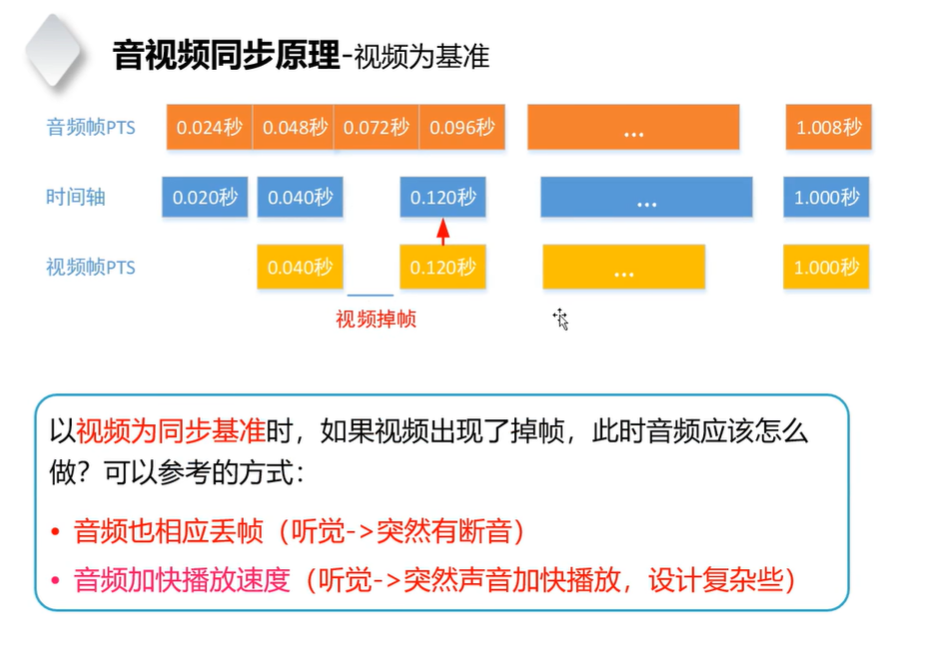 音视频同步原理-视频为基准
音频帧PTS 0.024秒 0.048秒 0.072秒 0.096秒 ... 1.008秒
时间轴 0.020秒 0.040秒 0.120秒 ... 1.000秒
视频帧PTS 0.040秒 0.120秒 ... 1.000秒
视频掉帧
以视频为同步基准时，如果视频出现了掉帧，此时音频应该怎么
做？可以参考的方式：
• 音频也相应丢帧（听觉->突然有断音）
• 音频加快播放速度（听觉->突然声音加快播放，设计复杂些）